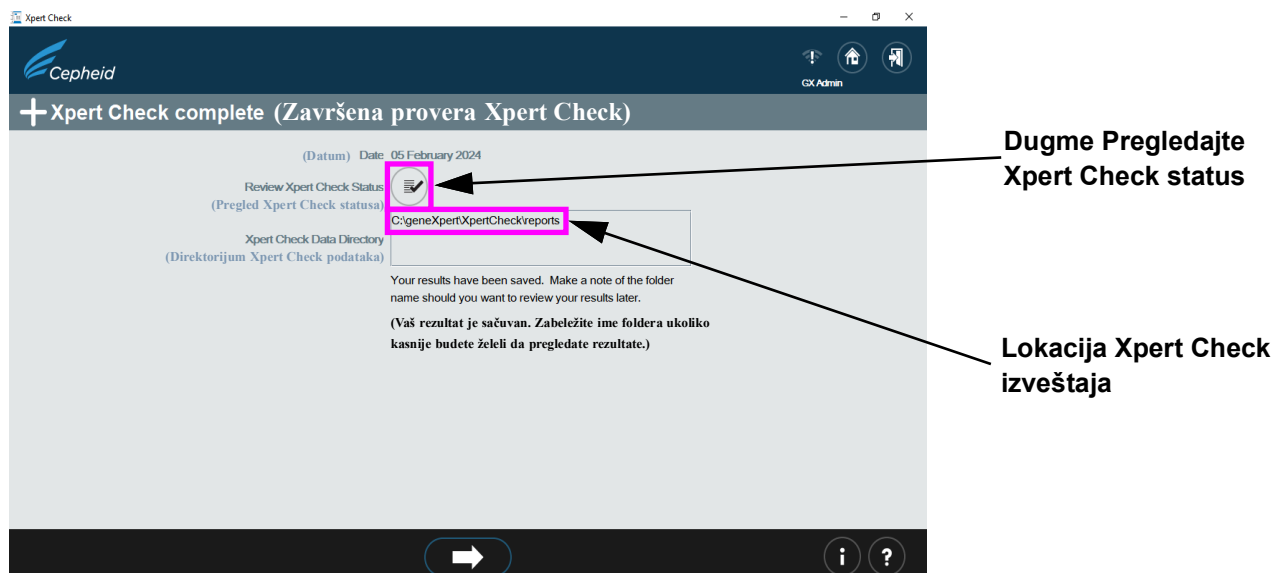 Xpert Check
Cepheid
GX Admin
Xpert Check complete (Završena provera Xpert Check)
(Datum) Date 05 February 2024
Review Xpert Check Status
(Pregled Xpert Check statusa)
C:\geneXpert\XpertCheck\reports
Xpert Check Data Directory
(Direktorijum Xpert Check podataka)
Your results have been saved. Make a note of the folder
name should you want to review your results later.
(Vaš rezultat je sačuvan. Zabeležite ime foldera ukoliko
kasnije budete želeli da pregledate rezultate.)
Dugme Pregledajte
Xpert Check status
Lokacija Xpert Check
izveštaja